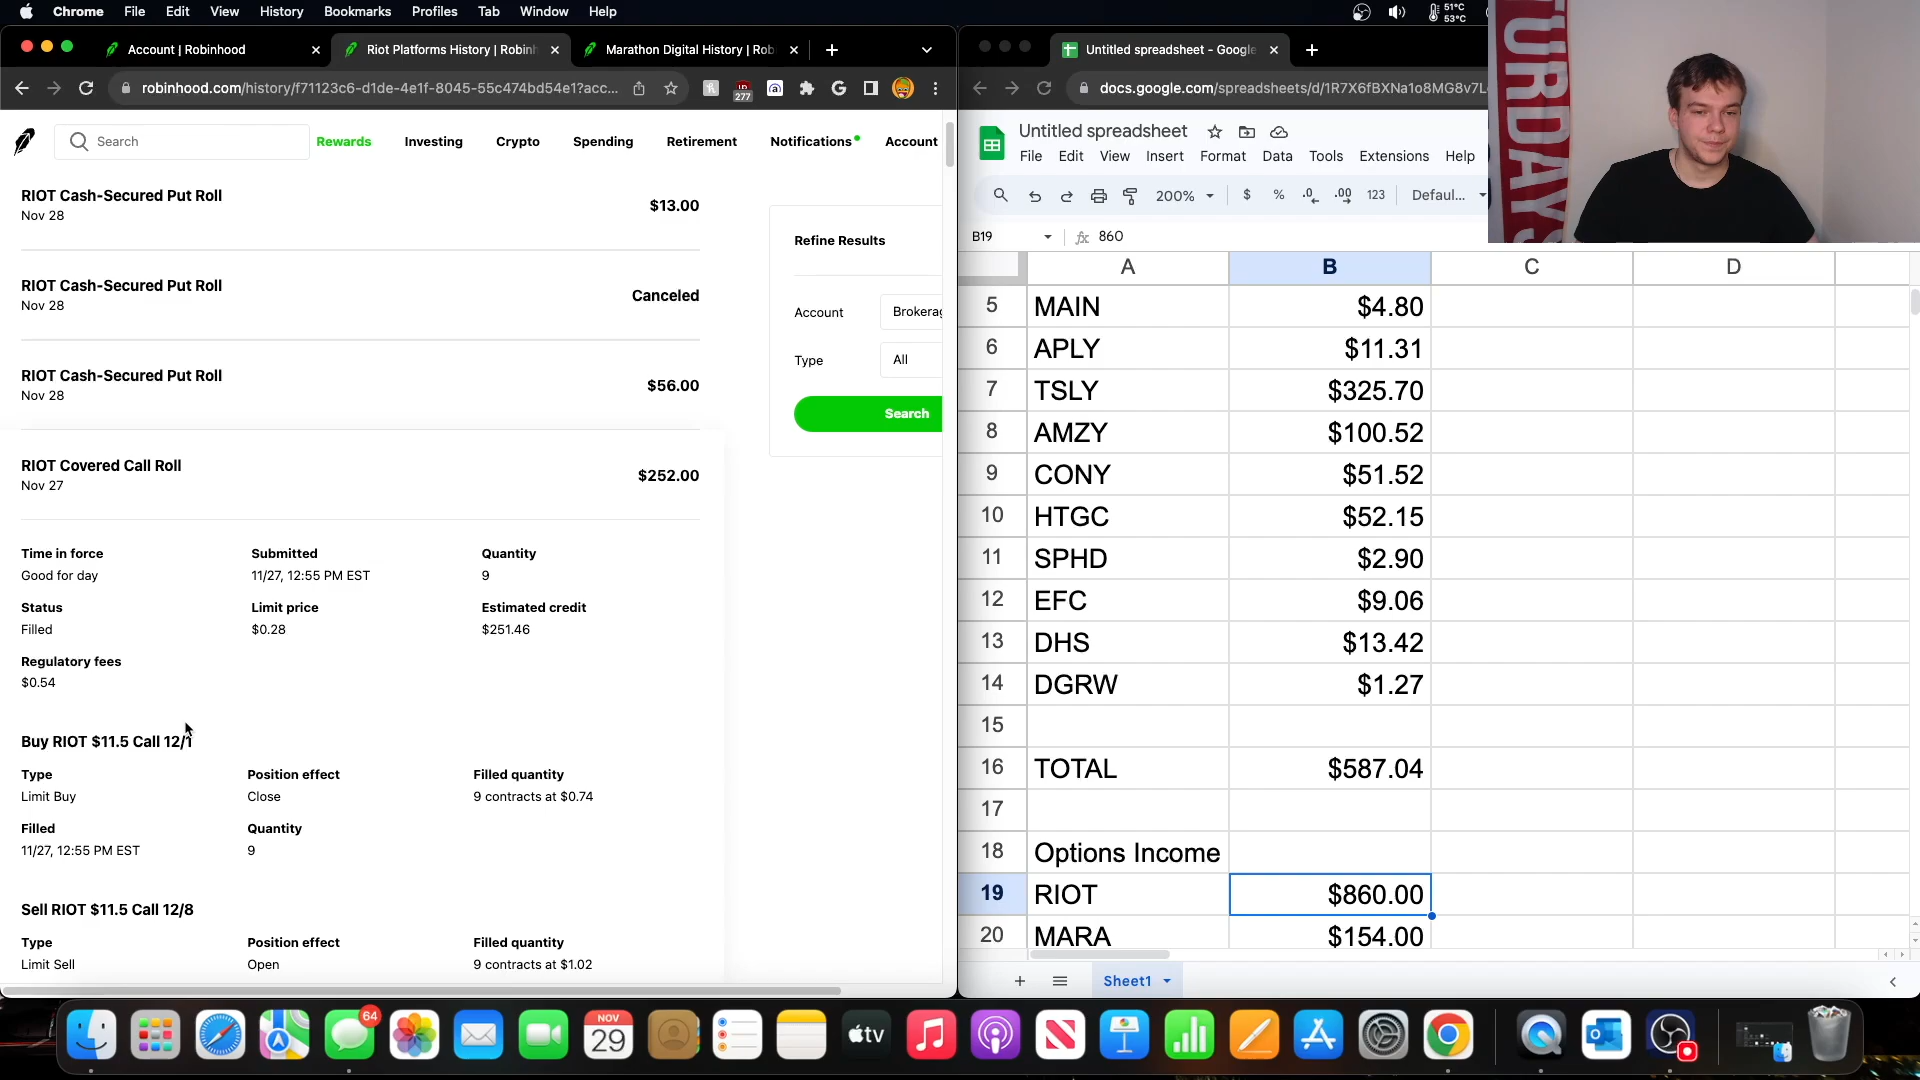 Chrome File Edit View History Bookmarks Profiles Tab Window Help
51°C
53°C
Account | Robinhood
Riot Platforms History | Robinh
Marathon Digital History | Rob
Untitled spreadsheet - Google
robinhood.com/history/f71123c6-d1de-4e1f-8045-55c474bd54e1?acc...
277
docs.google.com/spreadsheets/d/1R7X6fBXNa1o8MG8v7L
Search
Rewards Investing Crypto Spending Retirement Notifications Account
RIOT Cash-Secured Put Roll
Nov 28
$13.00
RIOT Cash-Secured Put Roll
Nov 28
Canceled
RIOT Cash-Secured Put Roll
Nov 28
$56.00
RIOT Covered Call Roll
Nov 27
$252.00
Time in force Submitted Quantity
Good for day 11/27, 12:55 PM EST 9
Status Limit price Estimated credit
Filled $0.28 $251.46
Regulatory fees
$0.54
Buy RIOT $11.5 Call 12/1
Type Position effect Filled quantity
Limit Buy Close 9 contracts at $0.74
Filled Quantity
11/27, 12:55 PM EST 9
Sell RIOT $11.5 Call 12/8
Type Position effect Filled quantity
Limit Sell Open 9 contracts at $1.02
Refine Results
Account Brokerag
Type All
Search
Untitled spreadsheet
File Edit View Insert Format Data Tools Extensions Help
200% $ % .0 .00 123 Defaul...
B19 fx 860
A B C D
5 MAIN $4.80
6 APLY $11.31
7 TSLY $325.70
8 AMZY $100.52
9 CONY $51.52
10 HTGC $52.15
11 SPHD $2.90
12 EFC $9.06
13 DHS $13.42
14 DGRW $1.27
15
16 TOTAL $587.04
17
18 Options Income
19 RIOT $860.00
20 MARA $154.00
Sheet1
URDAYS
64
NOV
29
tv